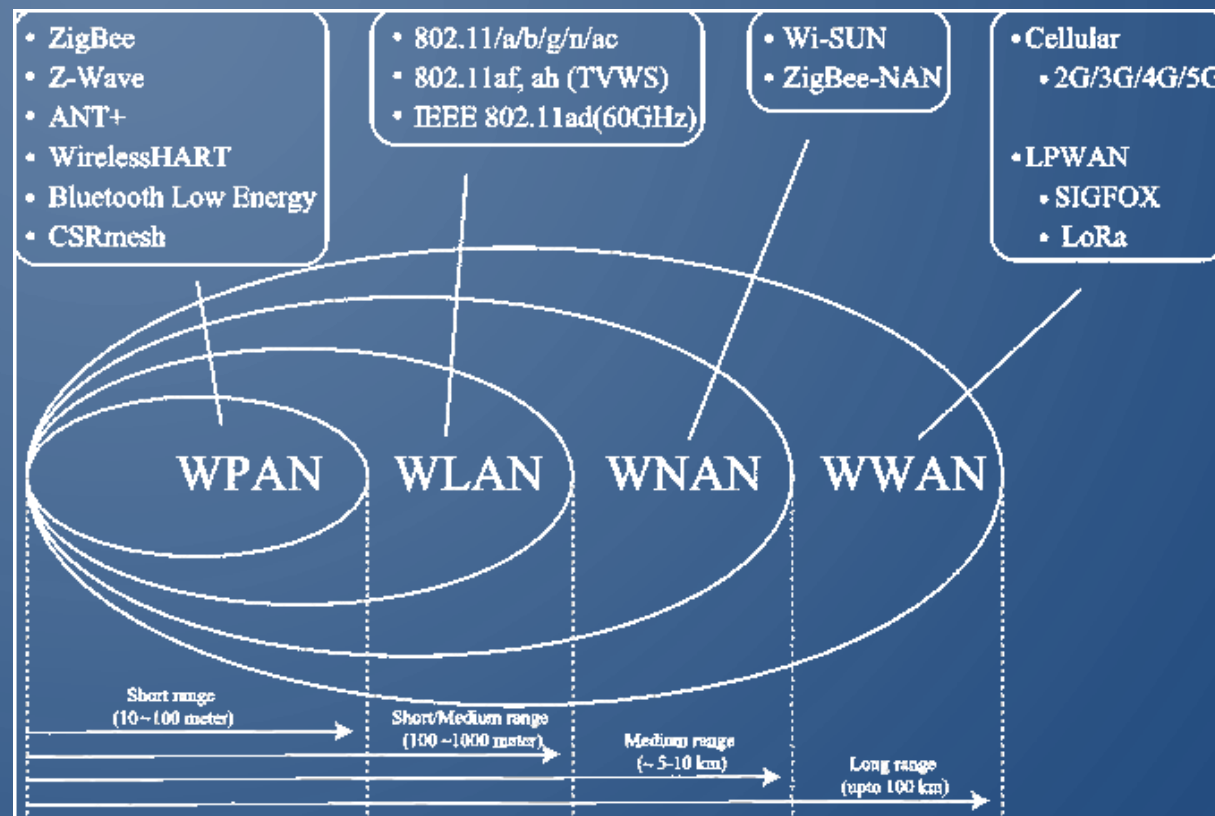 • ZigBee
• Z-Wave
• ANT+
• WirelessHART
• Bluetooth Low Energy
• CSRmesh
• 802.11/a/b/g/n/ac
• 802.11af, ah (TVWS)
• IEEE 802.11ad(60GHz)
• Wi-SUN
• ZigBee-NAN
• Cellular
• 2G/3G/4G/5G
• LPWAN
• SIGFOX
• LoRa
WPAN
WLAN
WNAN
WWAN
Short range
(10~100 meter)
Short/Medium range
(100 ~1000 meter)
Medium range
(~ 5-10 km)
Long range
(upto 100 km)